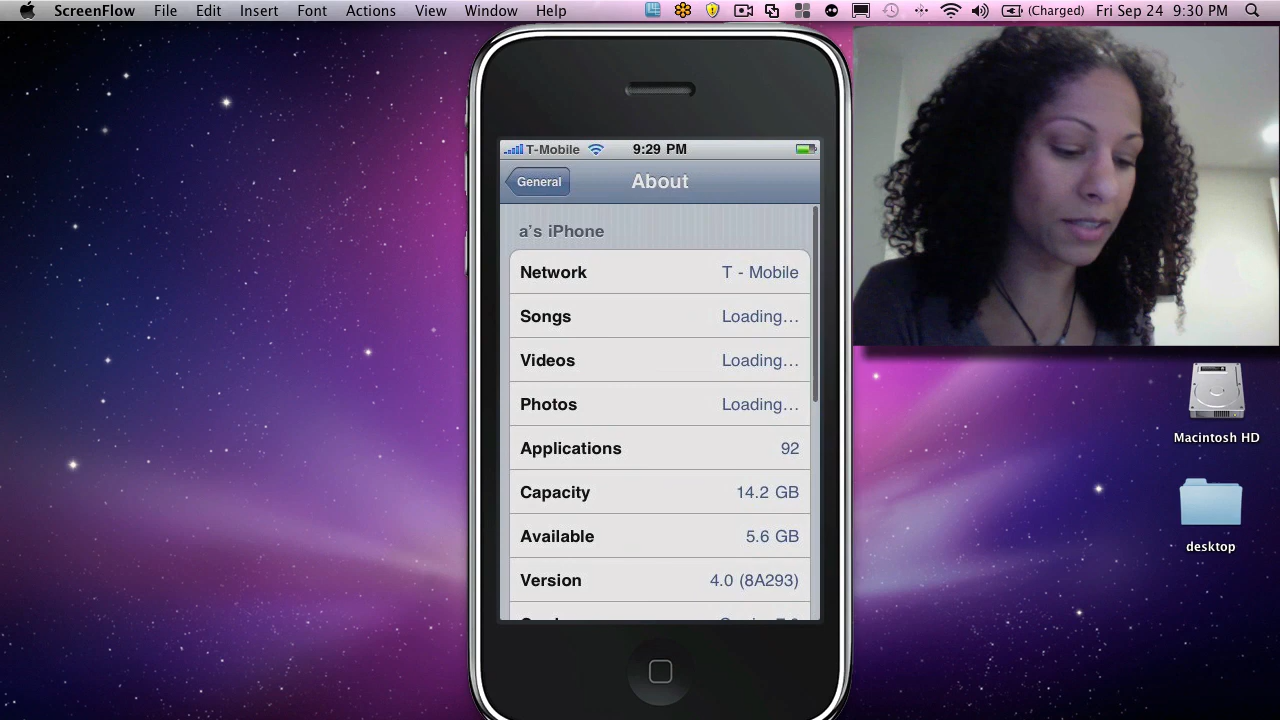 ScreenFlow File Edit Insert Font Actions View Window Help (Charged) Fri Sep 24 9:30 PM
T-Mobile 9:29 PM
General About
a's iPhone
Network T - Mobile
Songs Loading...
Videos Loading...
Photos Loading...
Applications 92
Capacity 14.2 GB
Available 5.6 GB
Version 4.0 (8A293)
Macintosh HD
desktop